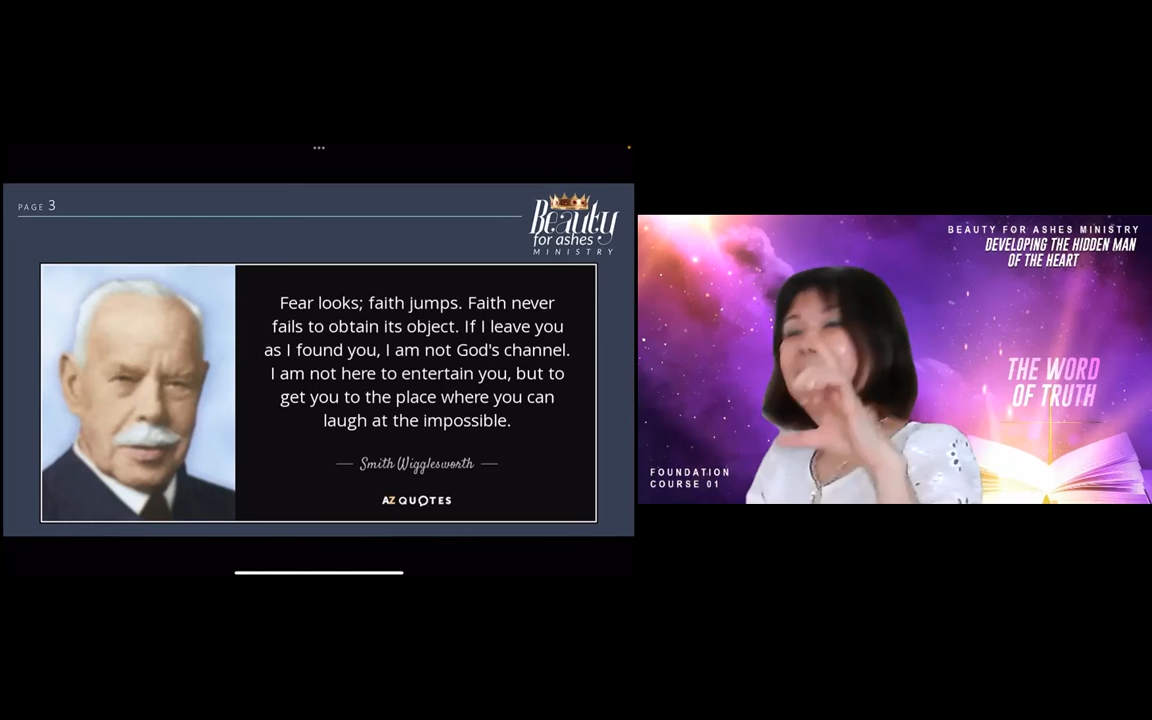 PAGE 3
Beauty
for ashes
MINISTRY
Fear looks; faith jumps. Faith never
fails to obtain its object. If I leave you
as I found you, I am not God's channel.
I am not here to entertain you, but to
get you to the place where you can
laugh at the impossible.
— Smith Wigglesworth —
AZ QUOTES
BEAUTY FOR ASHES MINISTRY
DEVELOPING THE HIDDEN MAN
OF THE HEART
THE WORD
OF TRUTH
FOUNDATION
COURSE 01